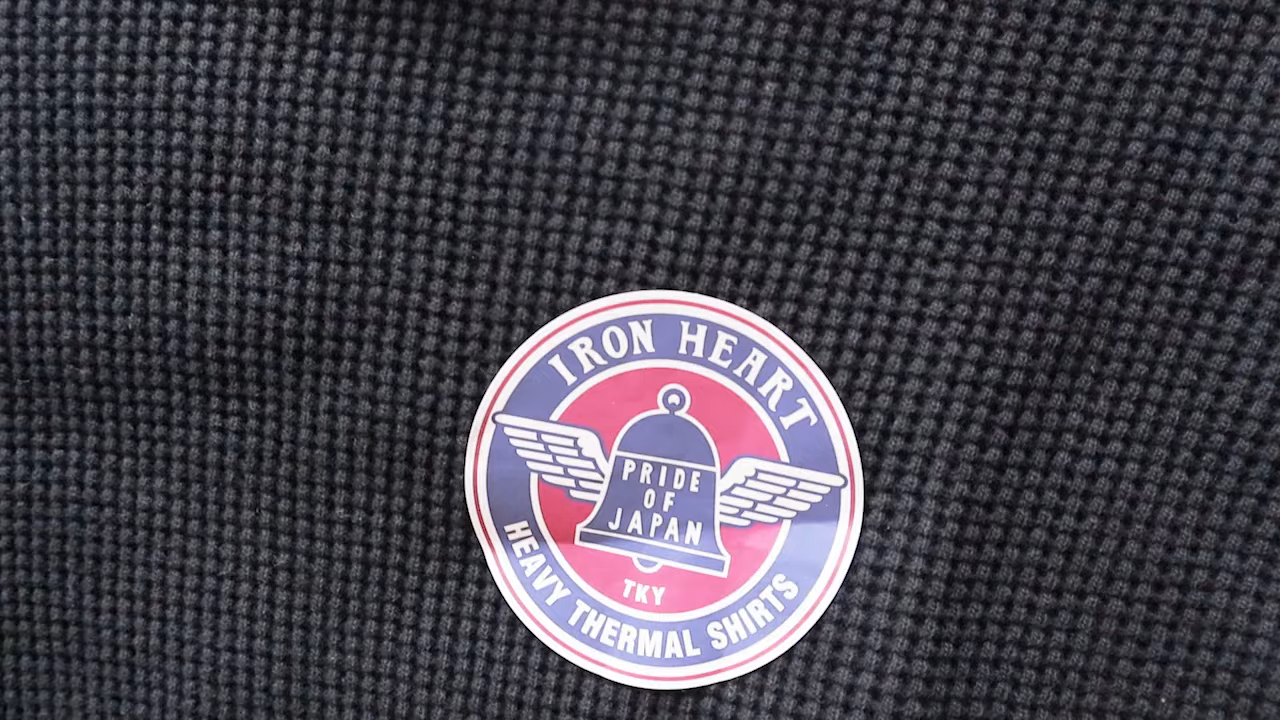 IRON HEART
PRIDE
OF
JAPAN
TKY
HEAVY THERMAL SHIRTS